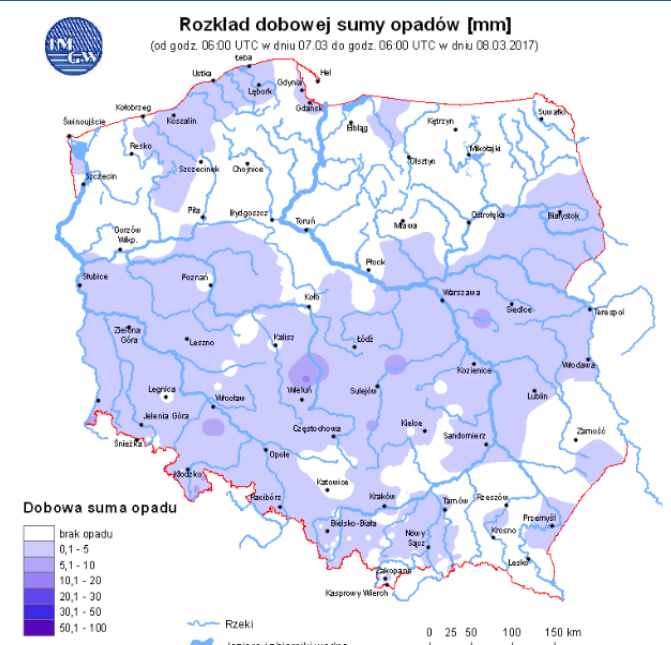 IM
GW
Rozkład dobowej sumy opadów [mm]
(od godz. 06:00 UTC w dniu 07.03 do godz. 06:00 UTC w dniu 08.03.2017)
Łeba
Hel
Ustka
Gdynia
Lębork
Gdańsk
Kołobrzeg
Koszalin
Świnoujście
Elbląg
Kętrzyn
Suwałki
Resko
Szczecinek
Chojnice
Olsztyn
Mikołajki
Szczecin
Piła
Bydgoszcz
Toruń
Mława
Ostrołęka
Białystok
Gorzów
Wlkp.
Płock
Słubice
Poznań
Koło
Warszawa
Siedlce
Terespol
Zielona
Góra
Leszno
Kalisz
Łódź
Kozienice
Włodawa
Legnica
Wrocław
Wieluń
Sulejów
Lublin
Jelenia Góra
Częstochowa
Kielce
Sandomierz
Zamość
Śnieżka
Opole
Kłodzko
Katowice
Racibórz
Kraków
Tarnów
Rzeszów
Przemyśl
Bielsko-Biała
Nowy
Sącz
Krosno
Lesko
Zakopane
Kasprowy Wierch
Dobowa suma opadu
brak opadu
0,1 - 5
5,1 - 10
10,1 - 20
20,1 - 30
30,1 - 50
50,1 - 100
Rzeki
0 25 50 100 150 km